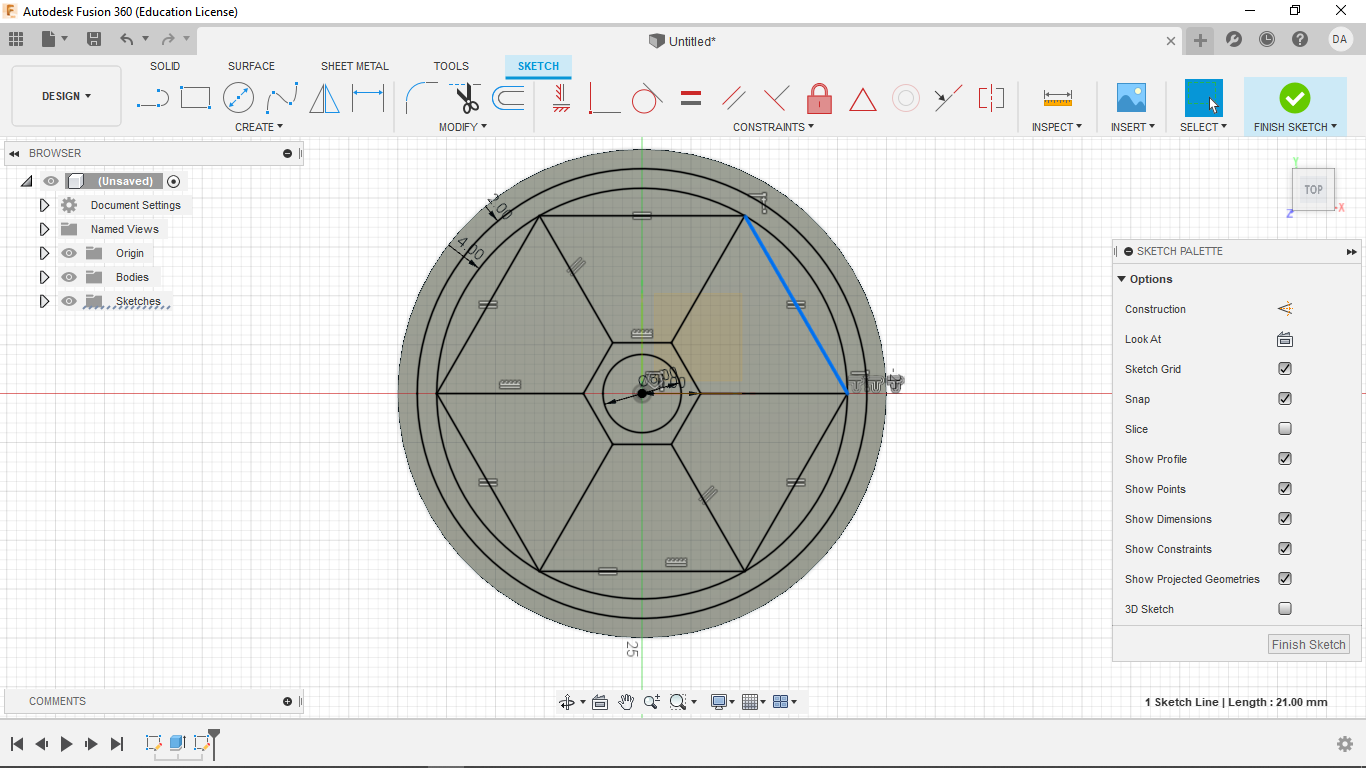 Autodesk Fusion 360 (Education License)
Untitled*
DA
SOLID SURFACE SHEET METAL TOOLS SKETCH
DESIGN
CREATE MODIFY CONSTRAINTS INSPECT INSERT SELECT FINISH SKETCH
BROWSER
(Unsaved)
Document Settings
Named Views
Origin
Bodies
Sketches
2.00
4.00
25
Y
TOP
Z
X
SKETCH PALETTE
Options
Construction
Look At
Sketch Grid
Snap
Slice
Show Profile
Show Points
Show Dimensions
Show Constraints
Show Projected Geometries
3D Sketch
Finish Sketch
COMMENTS
1 Sketch Line | Length : 21.00 mm